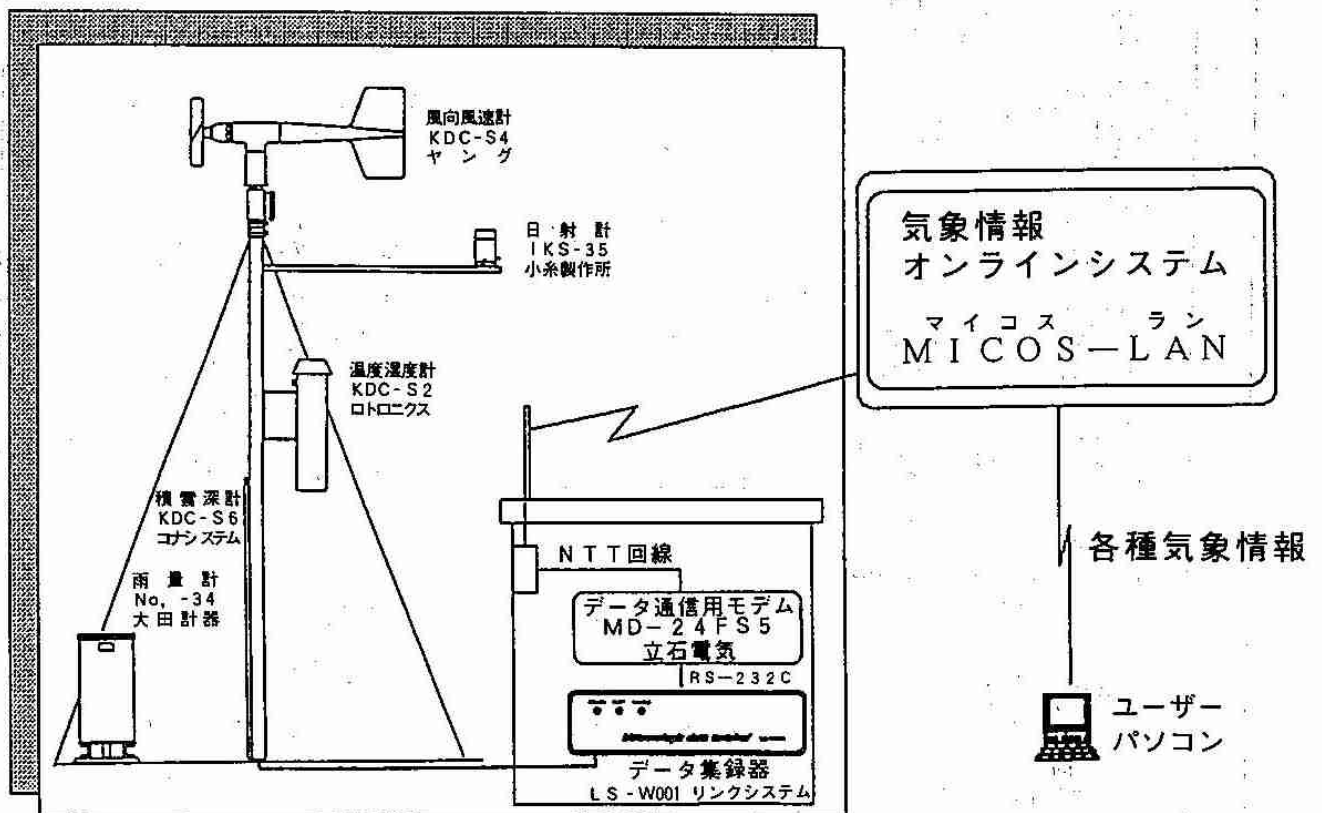 風向風速計
KDC-S4
ヤング
日射計
IKS-35
小糸製作所
温度湿度計
KDC-S2
ロトロニクス
積雪深計
KDC-S6
コナシステム
雨量計
No, -34
大田計器
NTT回線
データ通信用モデム
MD-24FS5
立石電気
RS-232C
データ集録器
LS-W001 リンクシステム
気象情報
オンラインシステム
マイコス ラン
MICOS-LAN
各種気象情報
ユーザー
パソコン